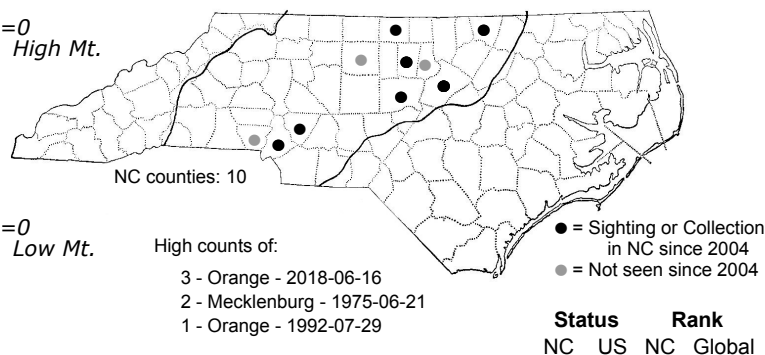 =0
High Mt.
NC counties: 10
=0
Low Mt.
High counts of:
3 - Orange - 2018-06-16
2 - Mecklenburg - 1975-06-21
1 - Orange - 1992-07-29
= Sighting or Collection
in NC since 2004
= Not seen since 2004
Status Rank
NC US NC Global